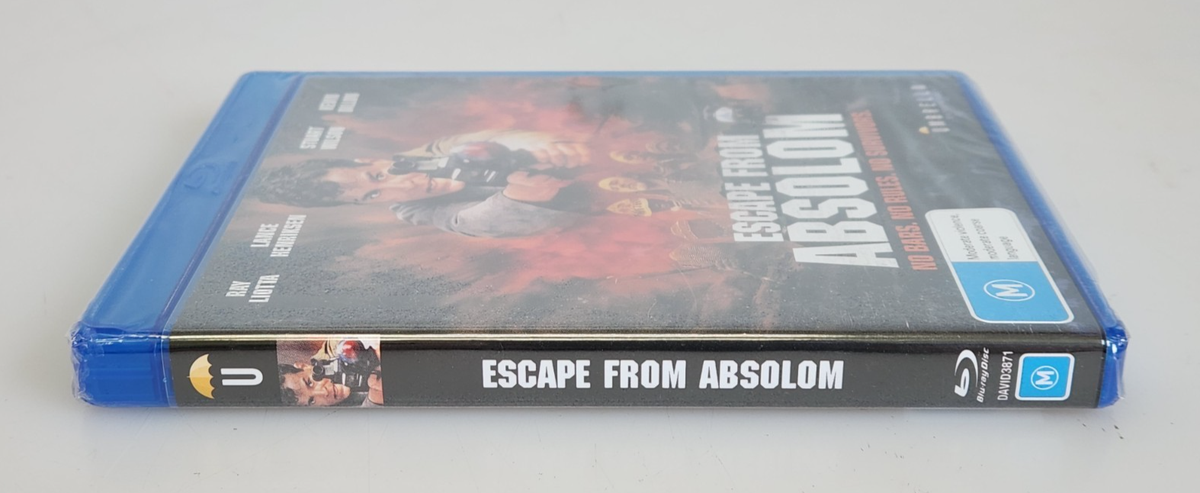 RAY
LIOTTA
LANCE
HENRIKSEN
STUART
WILSON
KEVIN
DILLON
ESCAPE FROM
ABSOLOM
NO BARS. NO RULES. NO SURVIVORS.
UMBRELLA
Moderate violence,
moderate coarse
language
M
U
ESCAPE FROM ABSOLOM
Blu-ray Disc
DAVID3871
M